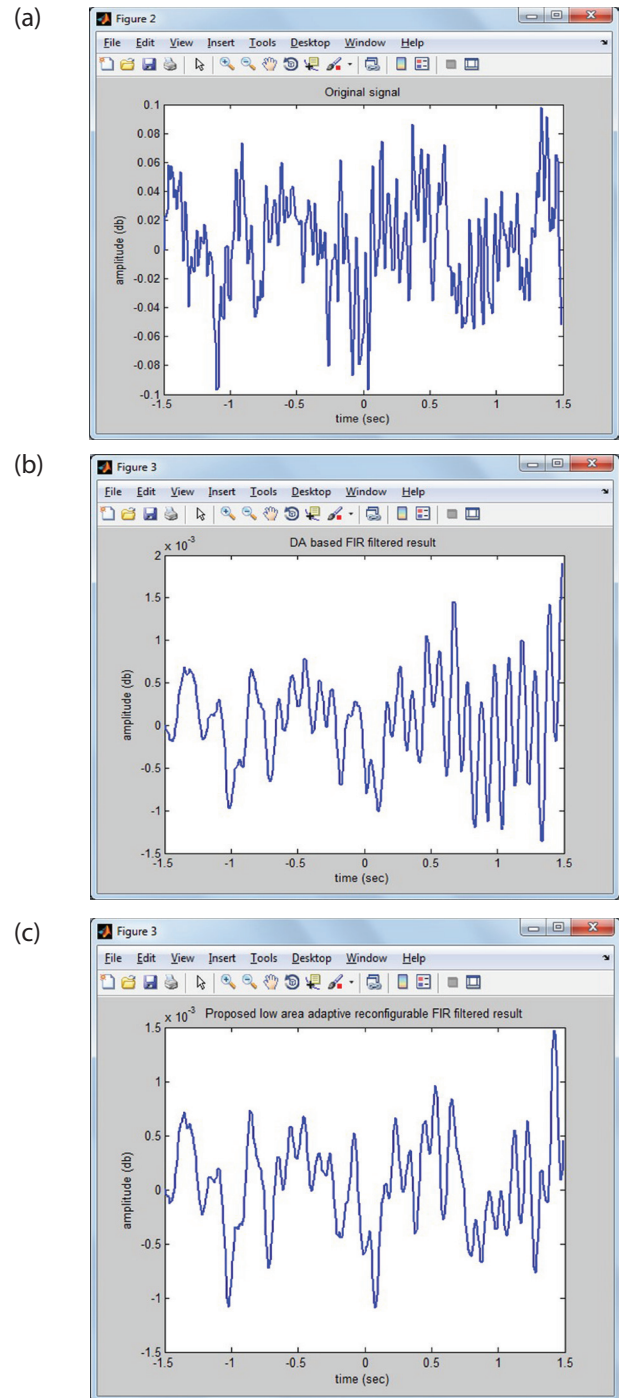 (a)
Figure 2
File Edit View Insert Tools Desktop Window Help
Original signal
amplitude (db)
0.1
0.08
0.06
0.04
0.02
0
-0.02
-0.04
-0.06
-0.08
-0.1
-1.5 -1 -0.5 0 0.5 1 1.5
time (sec)
(b)
Figure 3
File Edit View Insert Tools Desktop Window Help
x 10⁻³
DA based FIR filtered result
amplitude (db)
2
1.5
1
0.5
0
-0.5
-1
-1.5
-1.5 -1 -0.5 0 0.5 1 1.5
time (sec)
(c)
Figure 3
File Edit View Insert Tools Desktop Window Help
x 10⁻³
Proposed low area adaptive reconfigurable FIR filtered result
amplitude (db)
1.5
1
0.5
0
-0.5
-1
-1.5
-1.5 -1 -0.5 0 0.5 1 1.5
time (sec)